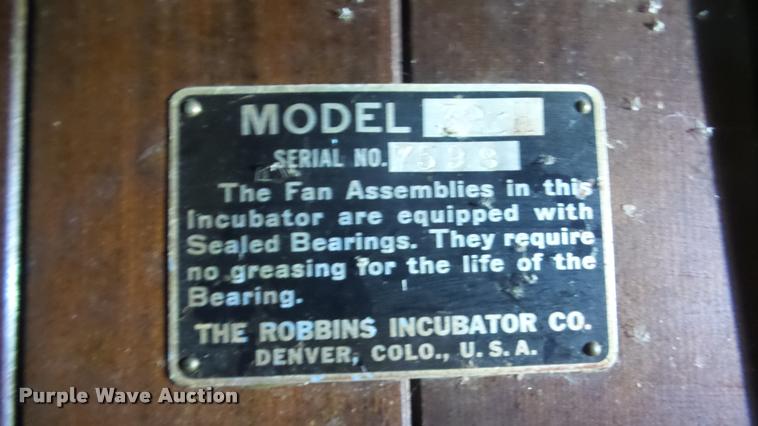 MODEL
SERIAL NO. 7598
The Fan Assemblies in this
Incubator are equipped with
Sealed Bearings. They require
no greasing for the life of the
Bearing.
THE ROBBINS INCUBATOR CO.
DENVER, COLO., U. S. A.
Purple Wave Auction